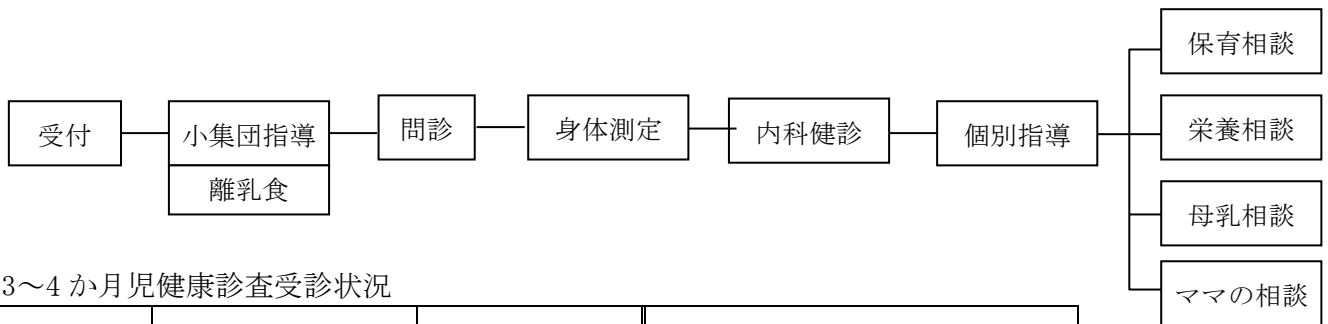 受付
小集団指導
離乳食
問診
身体測定
内科健診
個別指導
保育相談
栄養相談
母乳相談
ママの相談
3～4 か月児健康診査受診状況